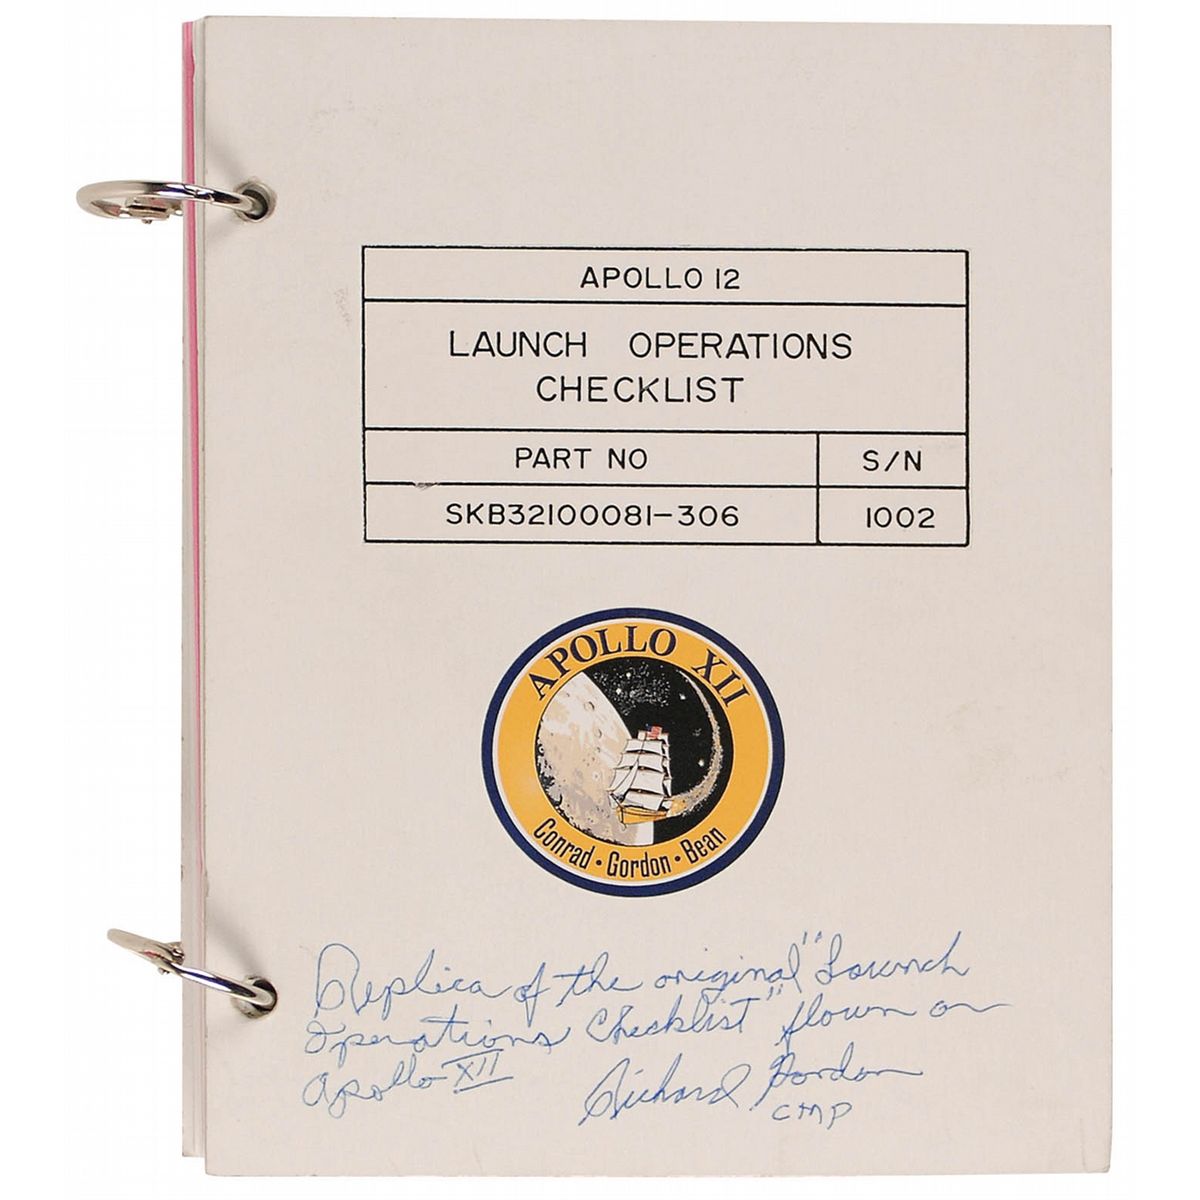 APOLLO 12
LAUNCH OPERATIONS
CHECKLIST
PART NO
S/N
SKB32100081-306
1002
APOLLO XII
Conrad · Gordon · Bean
Replica of the original "Launch
Operations Checklist" flown on
Apollo XII
Richard Gordon
CMP